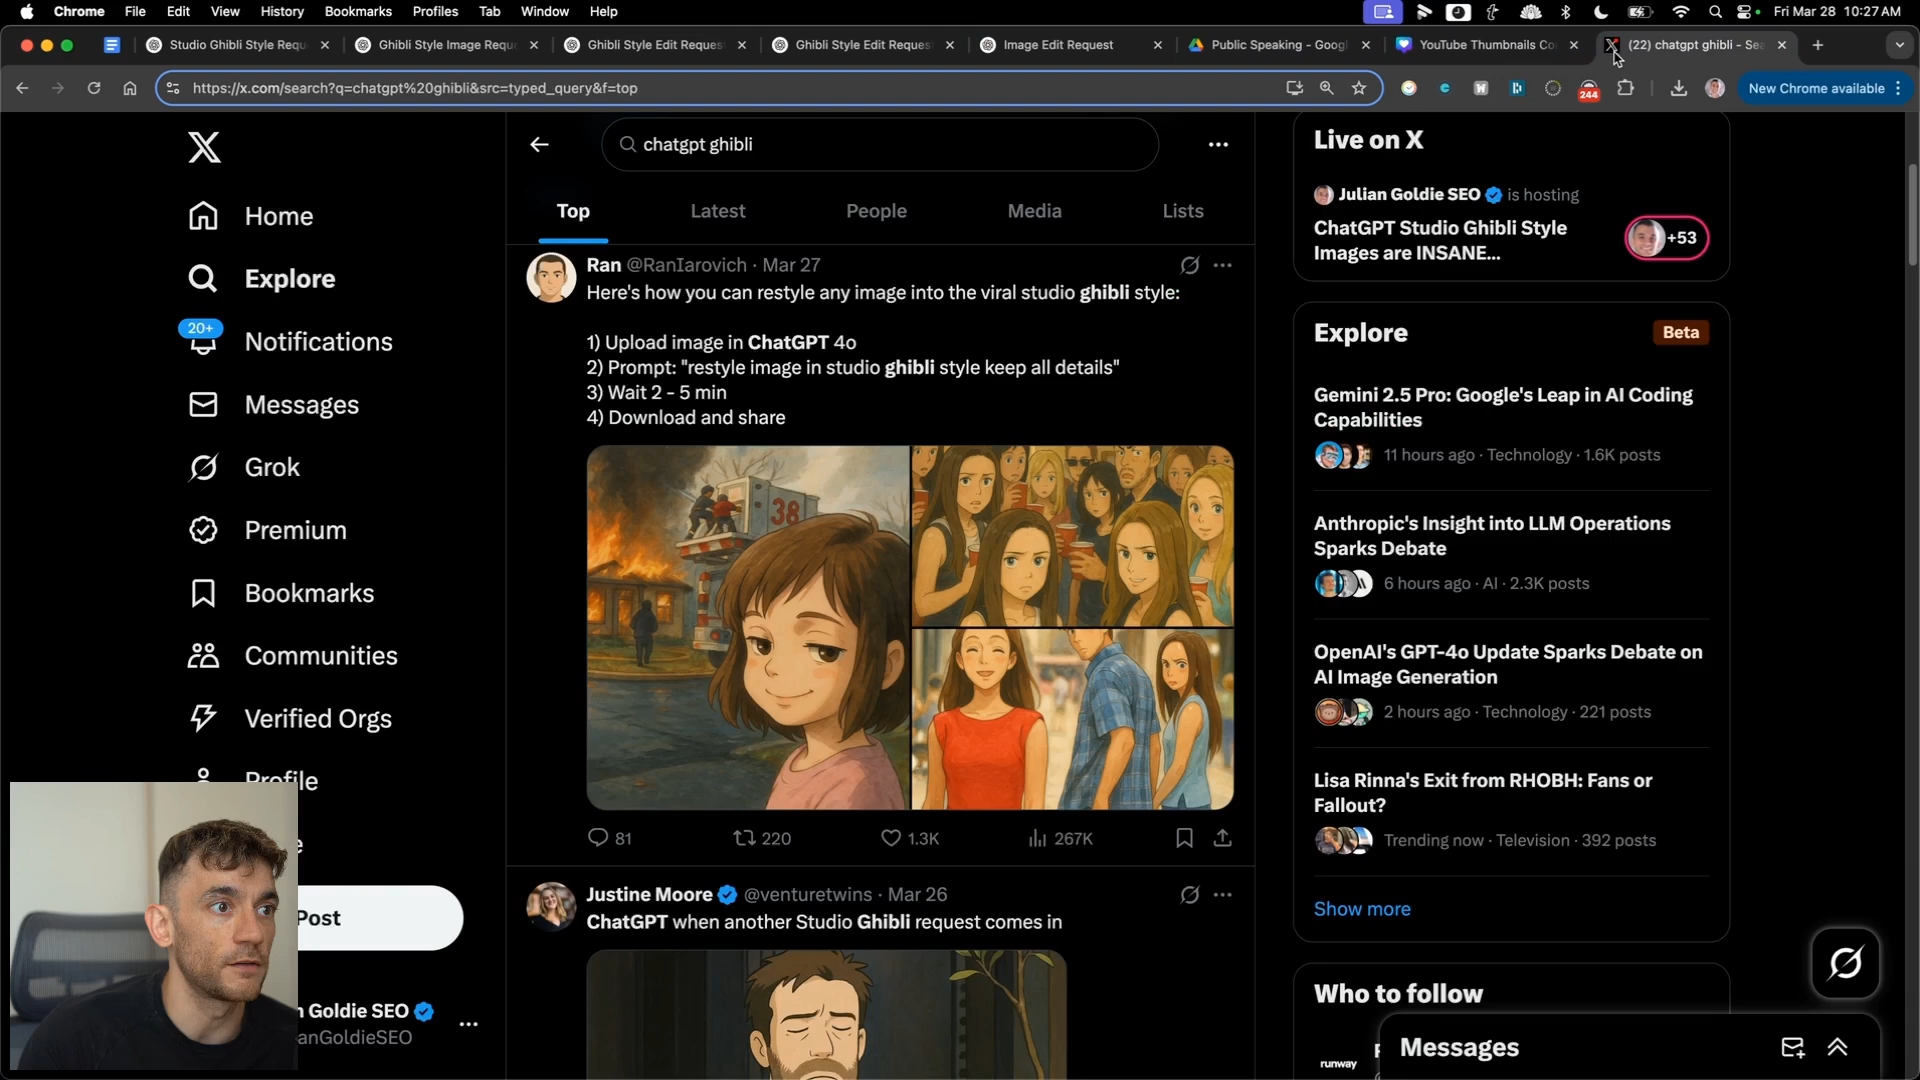 Chrome File Edit View History Bookmarks Profiles Tab Window Help Fri Mar 28 10:27 AM
Studio Ghibli Style Requ Ghibli Style Image Requ Ghibli Style Edit Request Ghibli Style Edit Request Image Edit Request Public Speaking - Googl YouTube Thumbnails Co (22) chatgpt ghibli - Sea
https://x.com/search?q=chatgpt%20ghibli&src=typed_query&f=top 244 New Chrome available
Home
Explore
20+
Notifications
Messages
Grok
Premium
Bookmarks
Communities
Verified Orgs
Profile
e
Post
n Goldie SEO
anGoldieSEO
chatgpt ghibli
Top Latest People Media Lists
Ran @RanIarovich · Mar 27
Here's how you can restyle any image into the viral studio ghibli style:
1) Upload image in ChatGPT 4o
2) Prompt: "restyle image in studio ghibli style keep all details"
3) Wait 2 - 5 min
4) Download and share
38
81 220 1.3K 267K
Justine Moore @venturetwins · Mar 26
ChatGPT when another Studio Ghibli request comes in
Live on X
Julian Goldie SEO is hosting
ChatGPT Studio Ghibli Style
Images are INSANE...
+53
Explore
Beta
Gemini 2.5 Pro: Google's Leap in AI Coding
Capabilities
11 hours ago · Technology · 1.6K posts
Anthropic's Insight into LLM Operations
Sparks Debate
6 hours ago · AI · 2.3K posts
OpenAI's GPT-4o Update Sparks Debate on
AI Image Generation
2 hours ago · Technology · 221 posts
Lisa Rinna's Exit from RHOBH: Fans or
Fallout?
Trending now · Television · 392 posts
Show more
Who to follow
runway
Messages